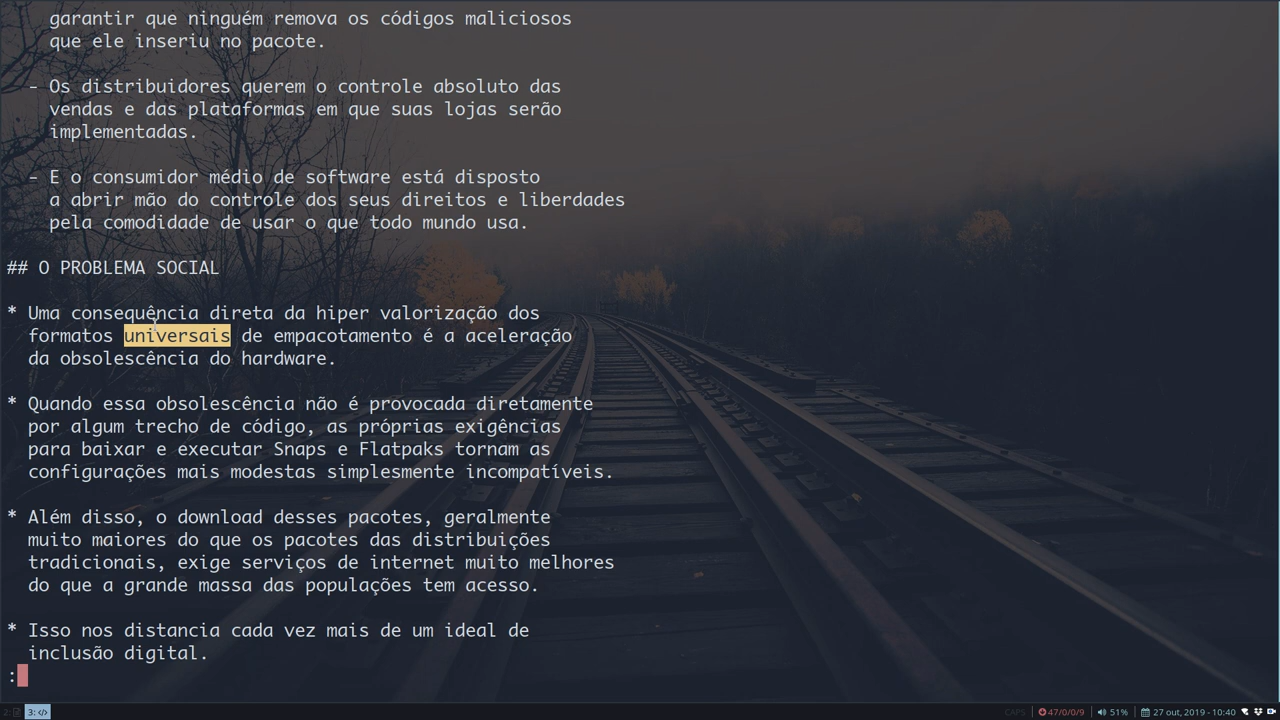 garantir que ninguém remova os códigos maliciosos
que ele inseriu no pacote.
- Os distribuidores querem o controle absoluto das
vendas e das plataformas em que suas lojas serão
implementadas.
- E o consumidor médio de software está disposto
a abrir mão do controle dos seus direitos e liberdades
pela comodidade de usar o que todo mundo usa.
## O PROBLEMA SOCIAL
* Uma consequência direta da hiper valorização dos
formatos universais de empacotamento é a aceleração
da obsolescência do hardware.
* Quando essa obsolescência não é provocada diretamente
por algum trecho de código, as próprias exigências
para baixar e executar Snaps e Flatpaks tornam as
configurações mais modestas simplesmente incompatíveis.
* Além disso, o download desses pacotes, geralmente
muito maiores do que os pacotes das distribuições
tradicionais, exige serviços de internet muito melhores
do que a grande massa das populações tem acesso.
* Isso nos distancia cada vez mais de um ideal de
inclusão digital.
:
2: 3: </> CAPS 47/0/0/9 51% 27 out, 2019 - 10:40